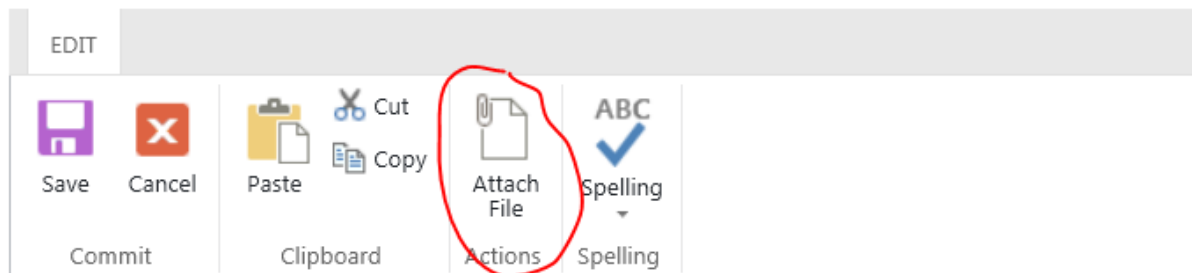 EDIT
Save
Cancel
Paste
Cut
Copy
Attach
File
ABC
Spelling
Commit
Clipboard
Actions
Spelling